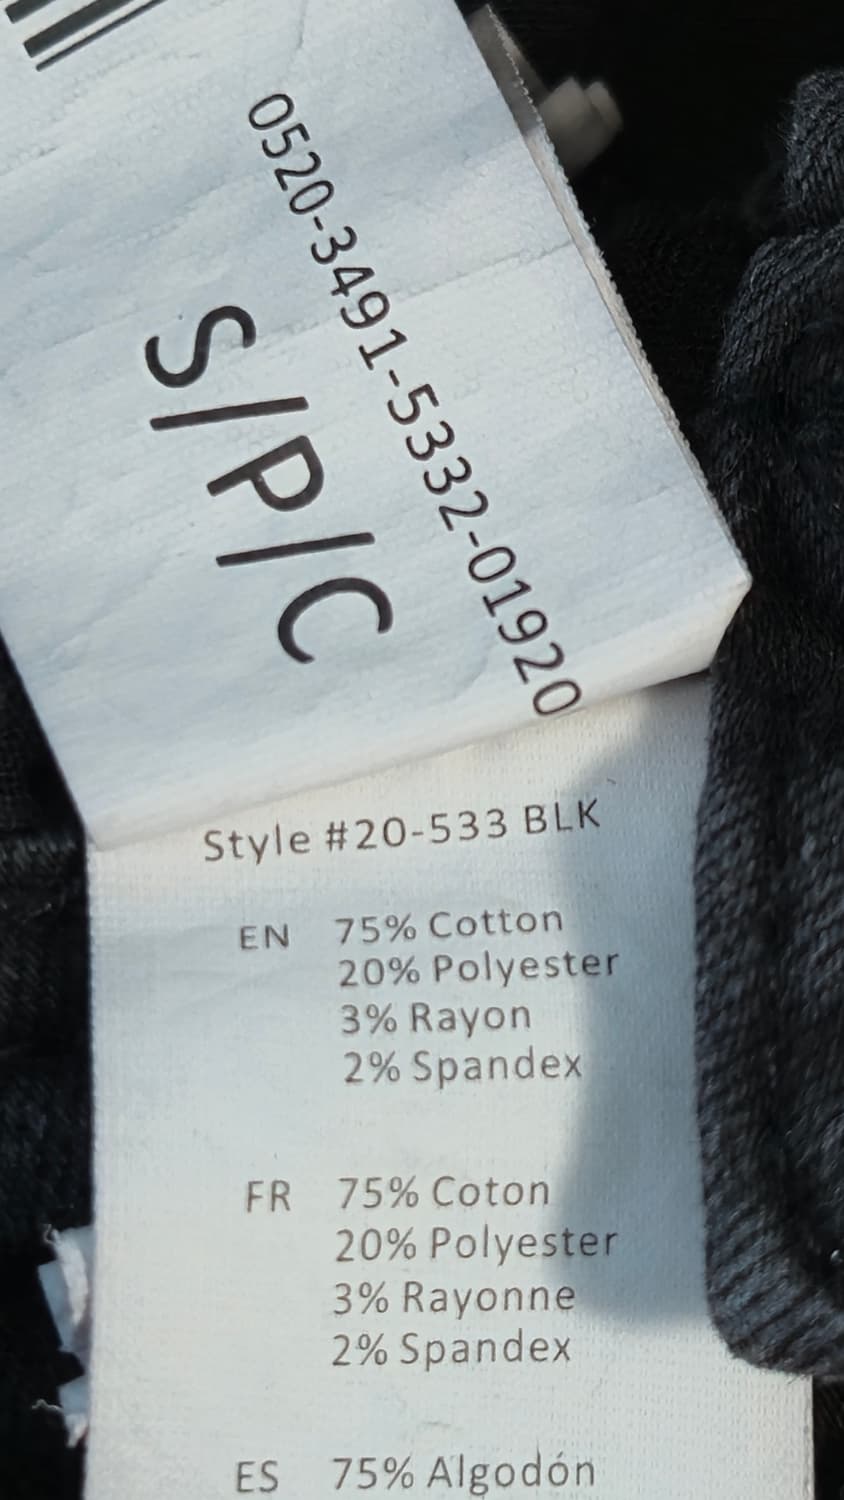 0520-3491-5332-01920
S/P/C
Style #20-533 BLK
EN 75% Cotton
20% Polyester
3% Rayon
2% Spandex
FR 75% Coton
20% Polyester
3% Rayonne
2% Spandex
ES 75% Algodón